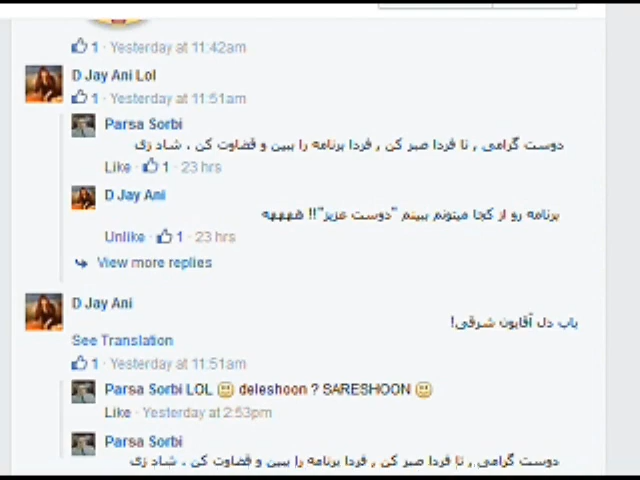 1 · Yesterday at 11:42am
D Jay Ani Lol
1 · Yesterday at 11:51am
Parsa Sorbi
دوست گرامی , تا فردا صبر کن , فردا برنامه را ببین و قضاوت کن . شاد زی
Like · 1 · 23 hrs
D Jay Ani
برنامه رو از کجا میتونم ببینم "دوست عزیز"!! هههههه
Unlike · 1 · 23 hrs
View more replies
D Jay Ani
باب دل آقایون شرقی!
See Translation
1 · Yesterday at 11:51am
Parsa Sorbi LOL deleshoon ? SARESHOON
Like · Yesterday at 2:53pm
Parsa Sorbi
دوست گرامی , تا فردا صبر کن , فردا برنامه را ببین و قضاوت کن . شاد زی